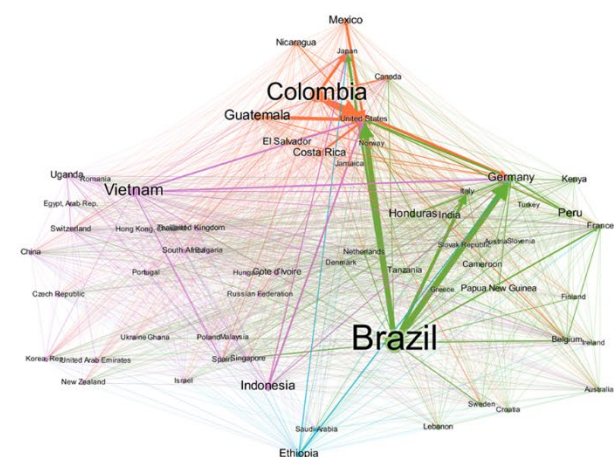 Mexico
Nicaragua
Japan
Canada
Colombia
Guatemala
United States
El Salvador
Norway
Costa Rica
Jamaica
Uganda
Romania
Vietnam
Germany
Kenya
Italy
Egypt, Arab Rep.
Turkey
Honduras
India
Peru
Switzerland
Hong Kong,
United Kingdom
France
China
South Africa
Bulgaria
Netherlands
Slovak Republic
Austria
Slovenia
Denmark
Cameroon
Portugal
Cote d'Ivoire
Tanzania
Czech Republic
Russian Federation
Greece
Papua New Guinea
Finland
Brazil
Ukraine
Ghana
Poland
Malaysia
Belgium
Ireland
Korea, Rep.
United Arab Emirates
Spain
Singapore
New Zealand
Israel
Indonesia
Australia
Sweden
Croatia
Saudi Arabia
Lebanon
Ethiopia